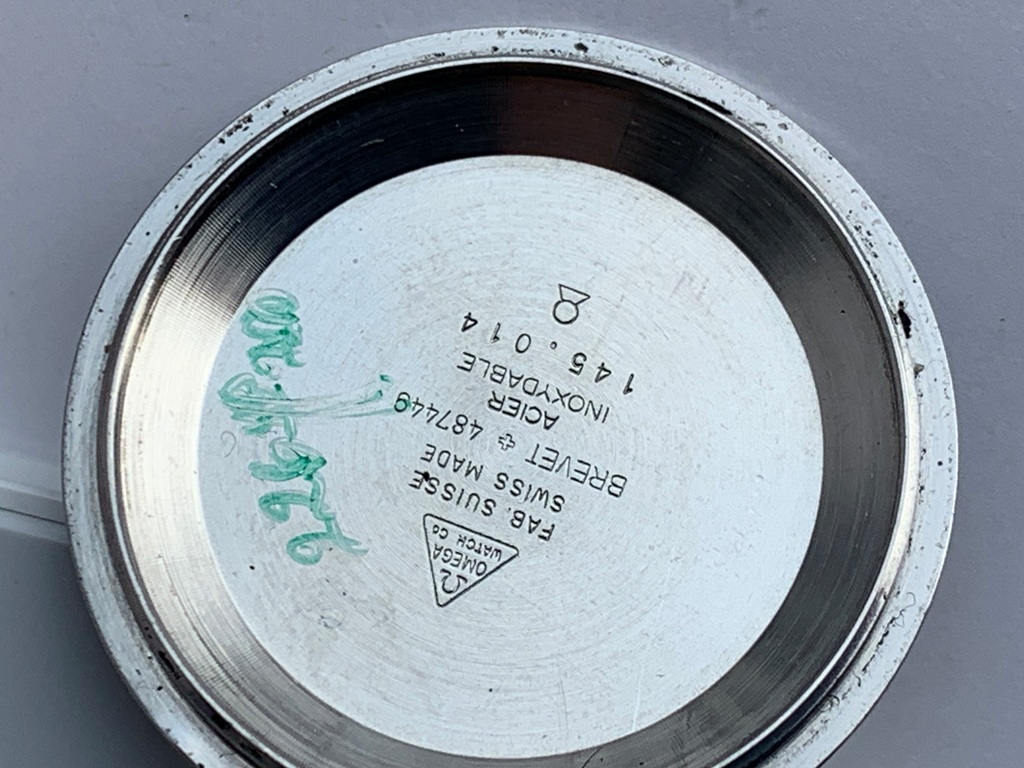 Ω
OMEGA
WATCH Co
FAB. SUISSE
SWISS MADE
BREVET ✚ 487449
ACIER
INOXYDABLE
145.014